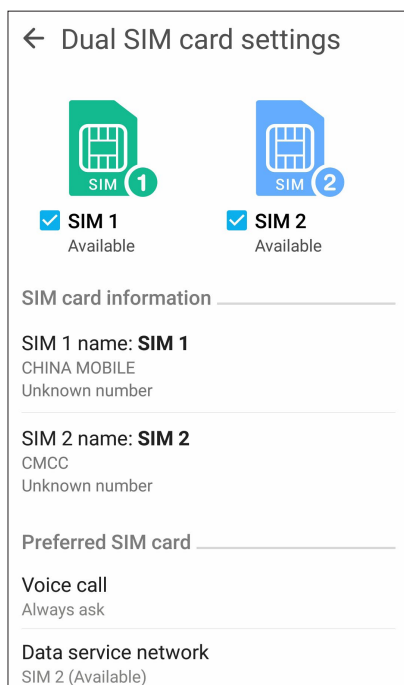 Dual SIM card settings
SIM 1 SIM 2
SIM 1 SIM 2
Available Available
SIM card information
SIM 1 name: SIM 1
CHINA MOBILE
Unknown number
SIM 2 name: SIM 2
CMCC
Unknown number
Preferred SIM card
Voice call
Always ask
Data service network
SIM 2 (Available)